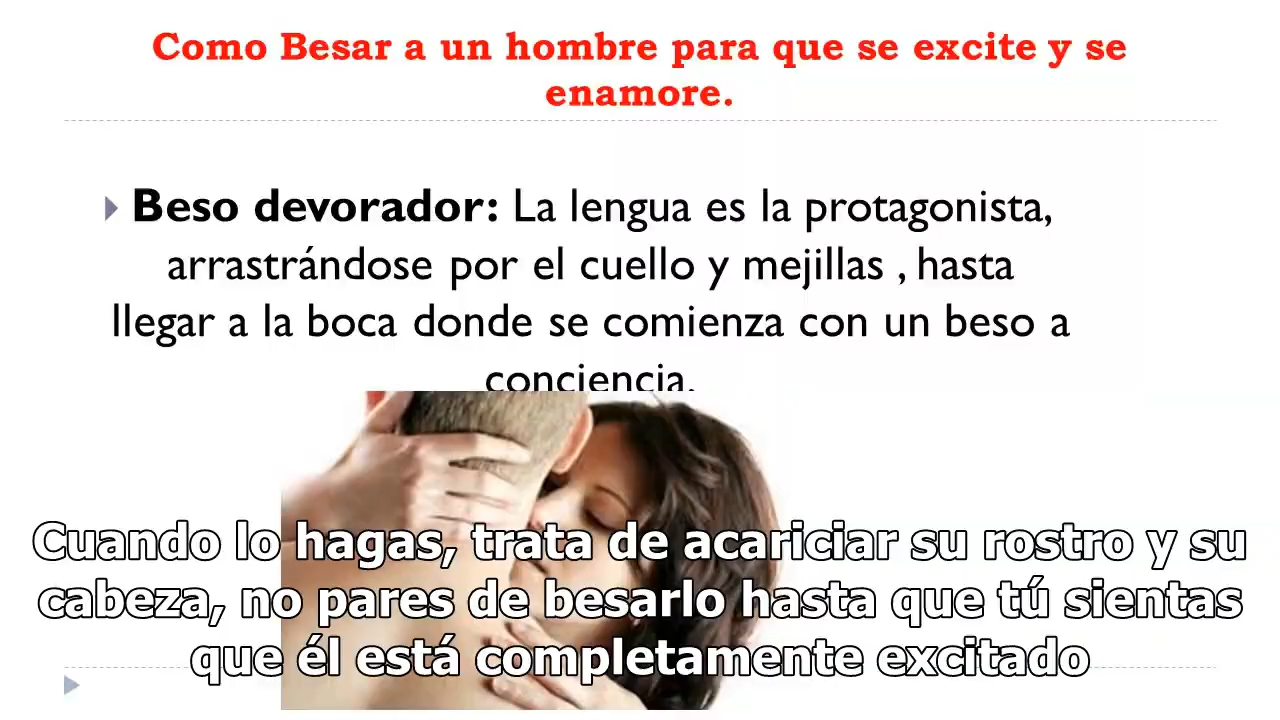 Como Besar a un hombre para que se excite y se
enamore.
Beso devorador: La lengua es la protagonista,
arrastrándose por el cuello y mejillas , hasta
llegar a la boca donde se comienza con un beso a
conciencia.
Cuando lo hagas, trata de acariciar su rostro y su
cabeza, no pares de besarlo hasta que tú sientas
que él está completamente excitado